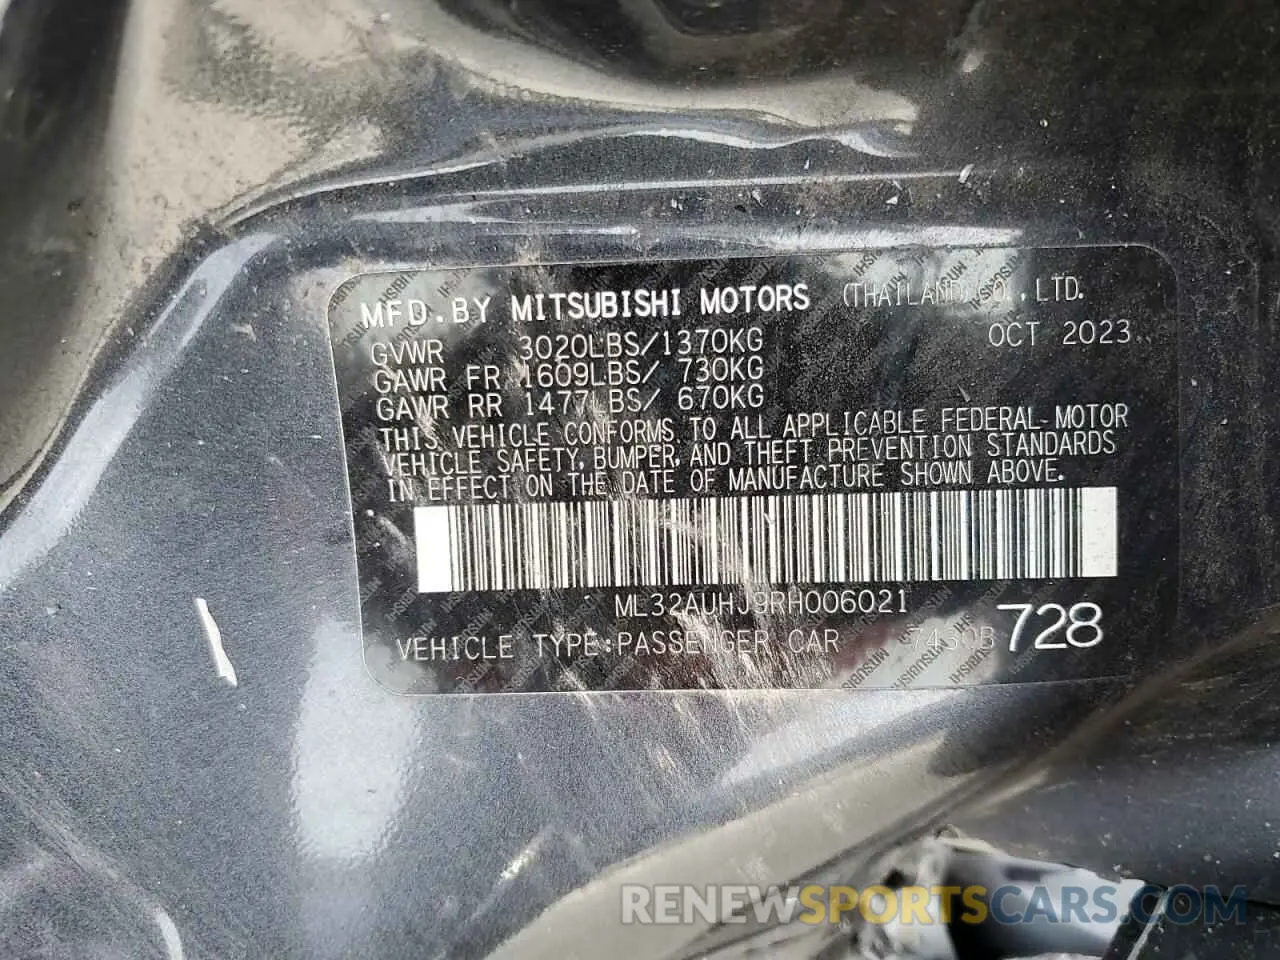 MFD.BY MITSUBISHI MOTORS (THAILAND) CO.,LTD.
OCT 2023
GVWR 3020LBS/1370KG
GAWR FR 1609LBS/ 730KG
GAWR RR 1477LBS/ 670KG
THIS VEHICLE CONFORMS TO ALL APPLICABLE FEDERAL-MOTOR
VEHICLE SAFETY, BUMPER, AND THEFT PREVENTION STANDARDS
IN EFFECT ON THE DATE OF MANUFACTURE SHOWN ABOVE.
ML32AUHJ9RH006021
VEHICLE TYPE:PASSENGER CAR 7430B 728
RENEWSPORTSCARS.COM